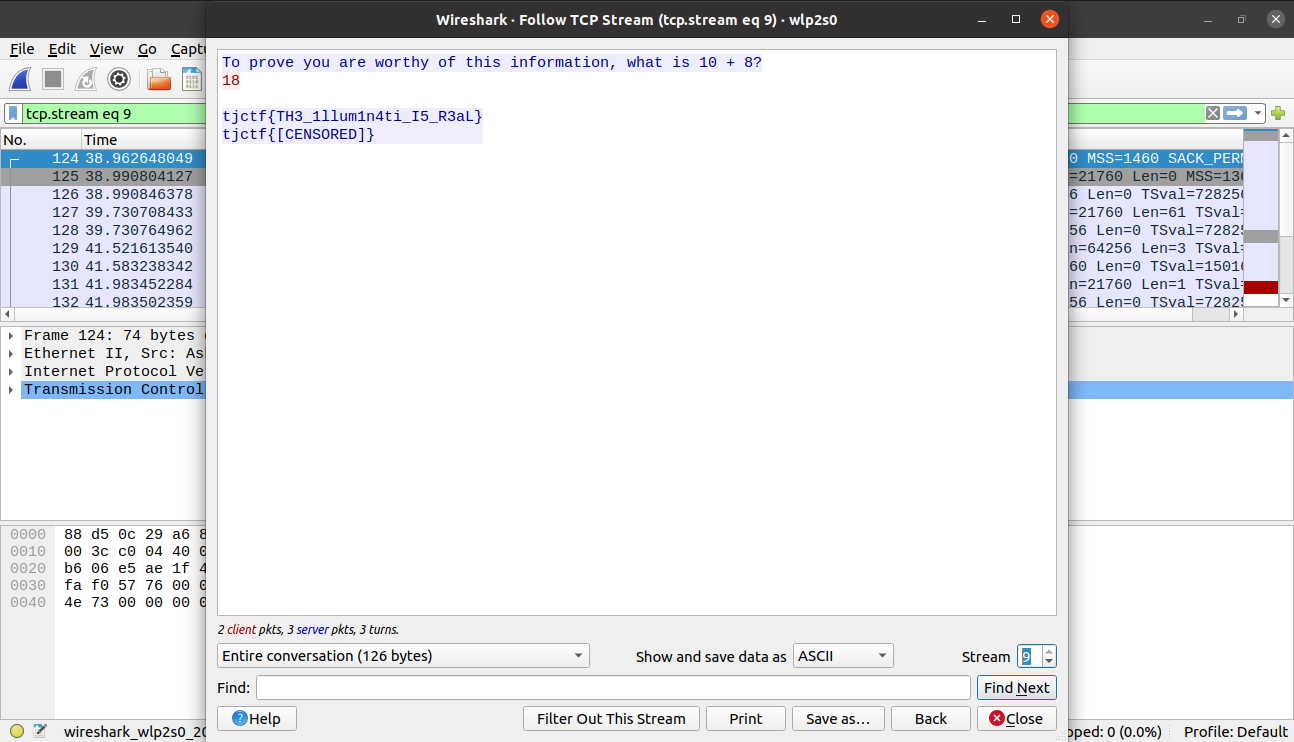 Wireshark · Follow TCP Stream (tcp.stream eq 9) · wlp2s0
File Edit View Go Captu
tcp.stream eq 9
To prove you are worthy of this information, what is 10 + 8?
18
tjctf{TH3_1llum1n4ti_I5_R3aL}
tjctf{[CENSORED]}
No. Time
124 38.962648049 0 MSS=1460 SACK_PERM
125 38.990804127 =21760 Len=0 MSS=136
126 38.990846378 6 Len=0 TSval=728256
127 39.730708433 =21760 Len=61 TSval=
128 39.730764962 56 Len=0 TSval=72825
129 41.521613540 n=64256 Len=3 TSval=
130 41.583238342 60 Len=0 TSval=15016
131 41.983452284 n=21760 Len=1 TSval=
132 41.983502359 56 Len=0 TSval=72825
Frame 124: 74 bytes
Ethernet II, Src: As
Internet Protocol Ve
Transmission Control
0000 88 d5 0c 29 a6 8
0010 00 3c c0 04 40 0
0020 b6 06 e5 ae 1f 4
0030 fa f0 57 76 00 0
0040 4e 73 00 00 00 0
2 client pkts, 3 server pkts, 3 turns.
Entire conversation (126 bytes) Show and save data as ASCII Stream 9
Find: Find Next
Help Filter Out This Stream Print Save as... Back Close
wireshark_wlp2s0_20 pped: 0 (0.0%) Profile: Default